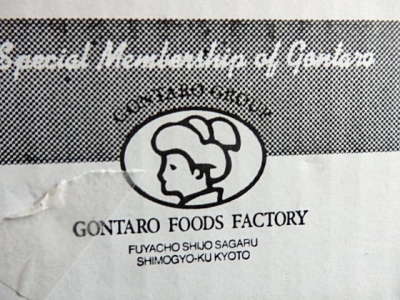 Special Membership of Gontaro
GONTARO GROUP
GONTARO FOODS FACTORY
FUYACHO SHIJO SAGARU
SHIMOGYO-KU KYOTO